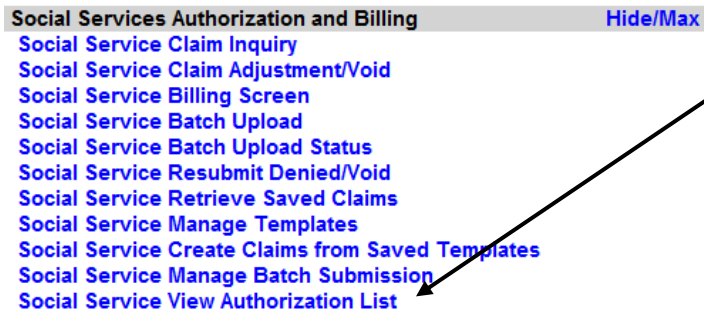 Social Services Authorization and Billing Hide/Max
Social Service Claim Inquiry
Social Service Claim Adjustment/Void
Social Service Billing Screen
Social Service Batch Upload
Social Service Batch Upload Status
Social Service Resubmit Denied/Void
Social Service Retrieve Saved Claims
Social Service Manage Templates
Social Service Create Claims from Saved Templates
Social Service Manage Batch Submission
Social Service View Authorization List